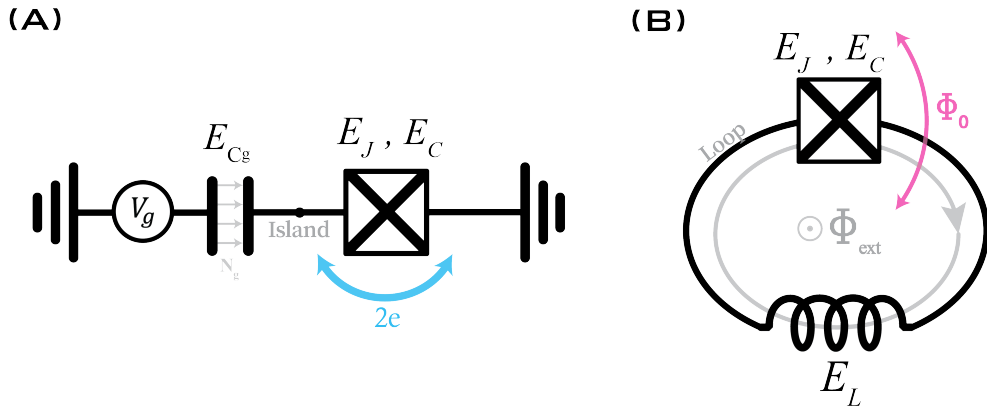 (A)
E_Cg
E_J , E_C
V_g
Island
N_g
2e
(B)
E_J , E_C
Φ_0
Loop
Φ_ext
E_L